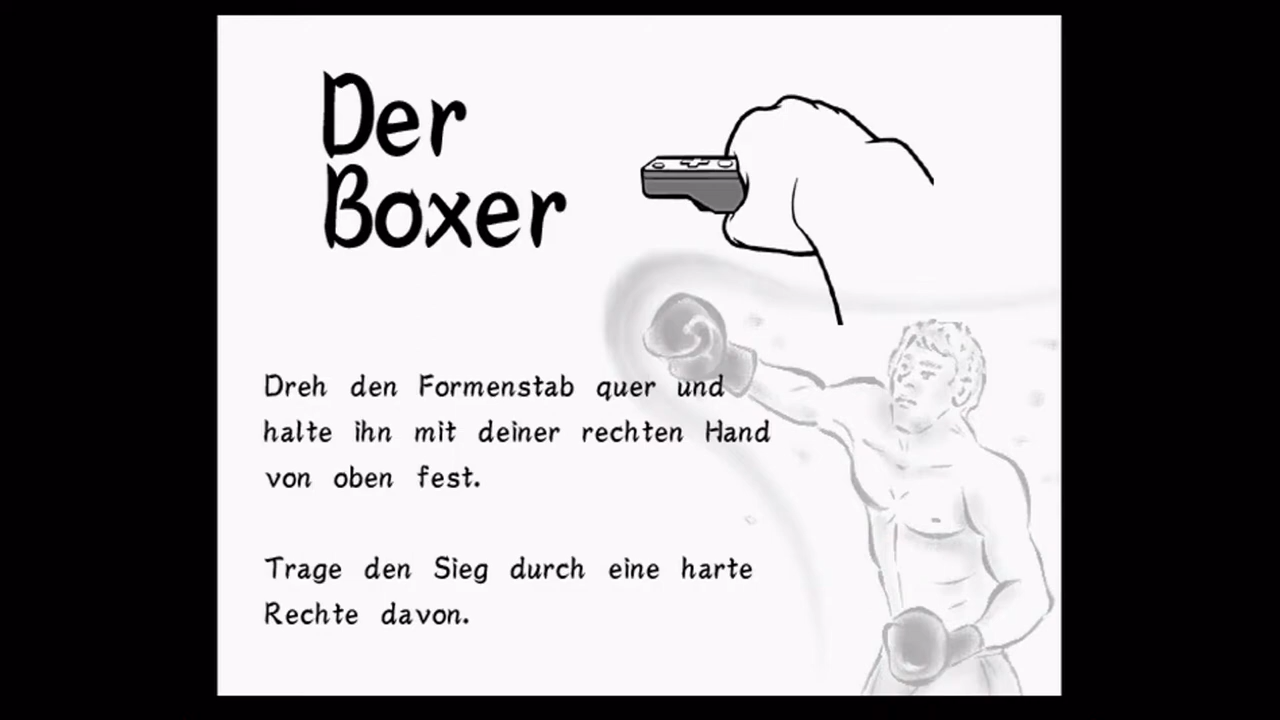 Der
Boxer
Dreh den Formenstab quer und
halte ihn mit deiner rechten Hand
von oben fest.
Trage den Sieg durch eine harte
Rechte davon.